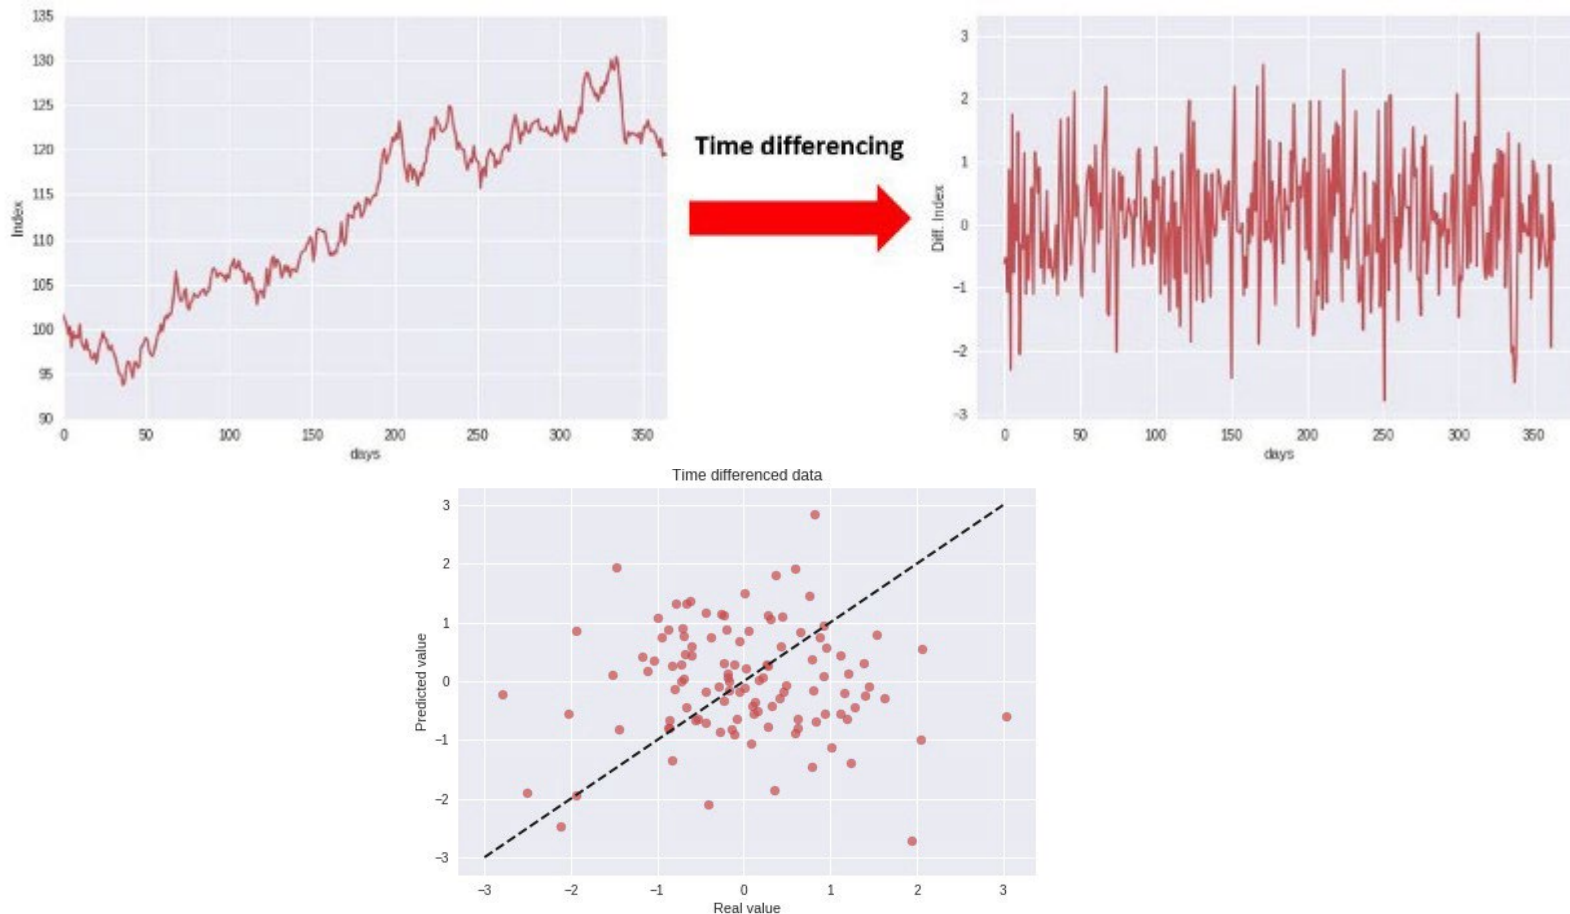 135
130
125
120
115
110
105
100
95
90
Index
0 50 100 150 200 250 300 350
days
Time differencing
3
2
1
0
−1
−2
−3
Diff. Index
0 50 100 150 200 250 300 350
days
Time differenced data
3
2
1
0
−1
−2
−3
Predicted value
−3 −2 −1 0 1 2 3
Real value